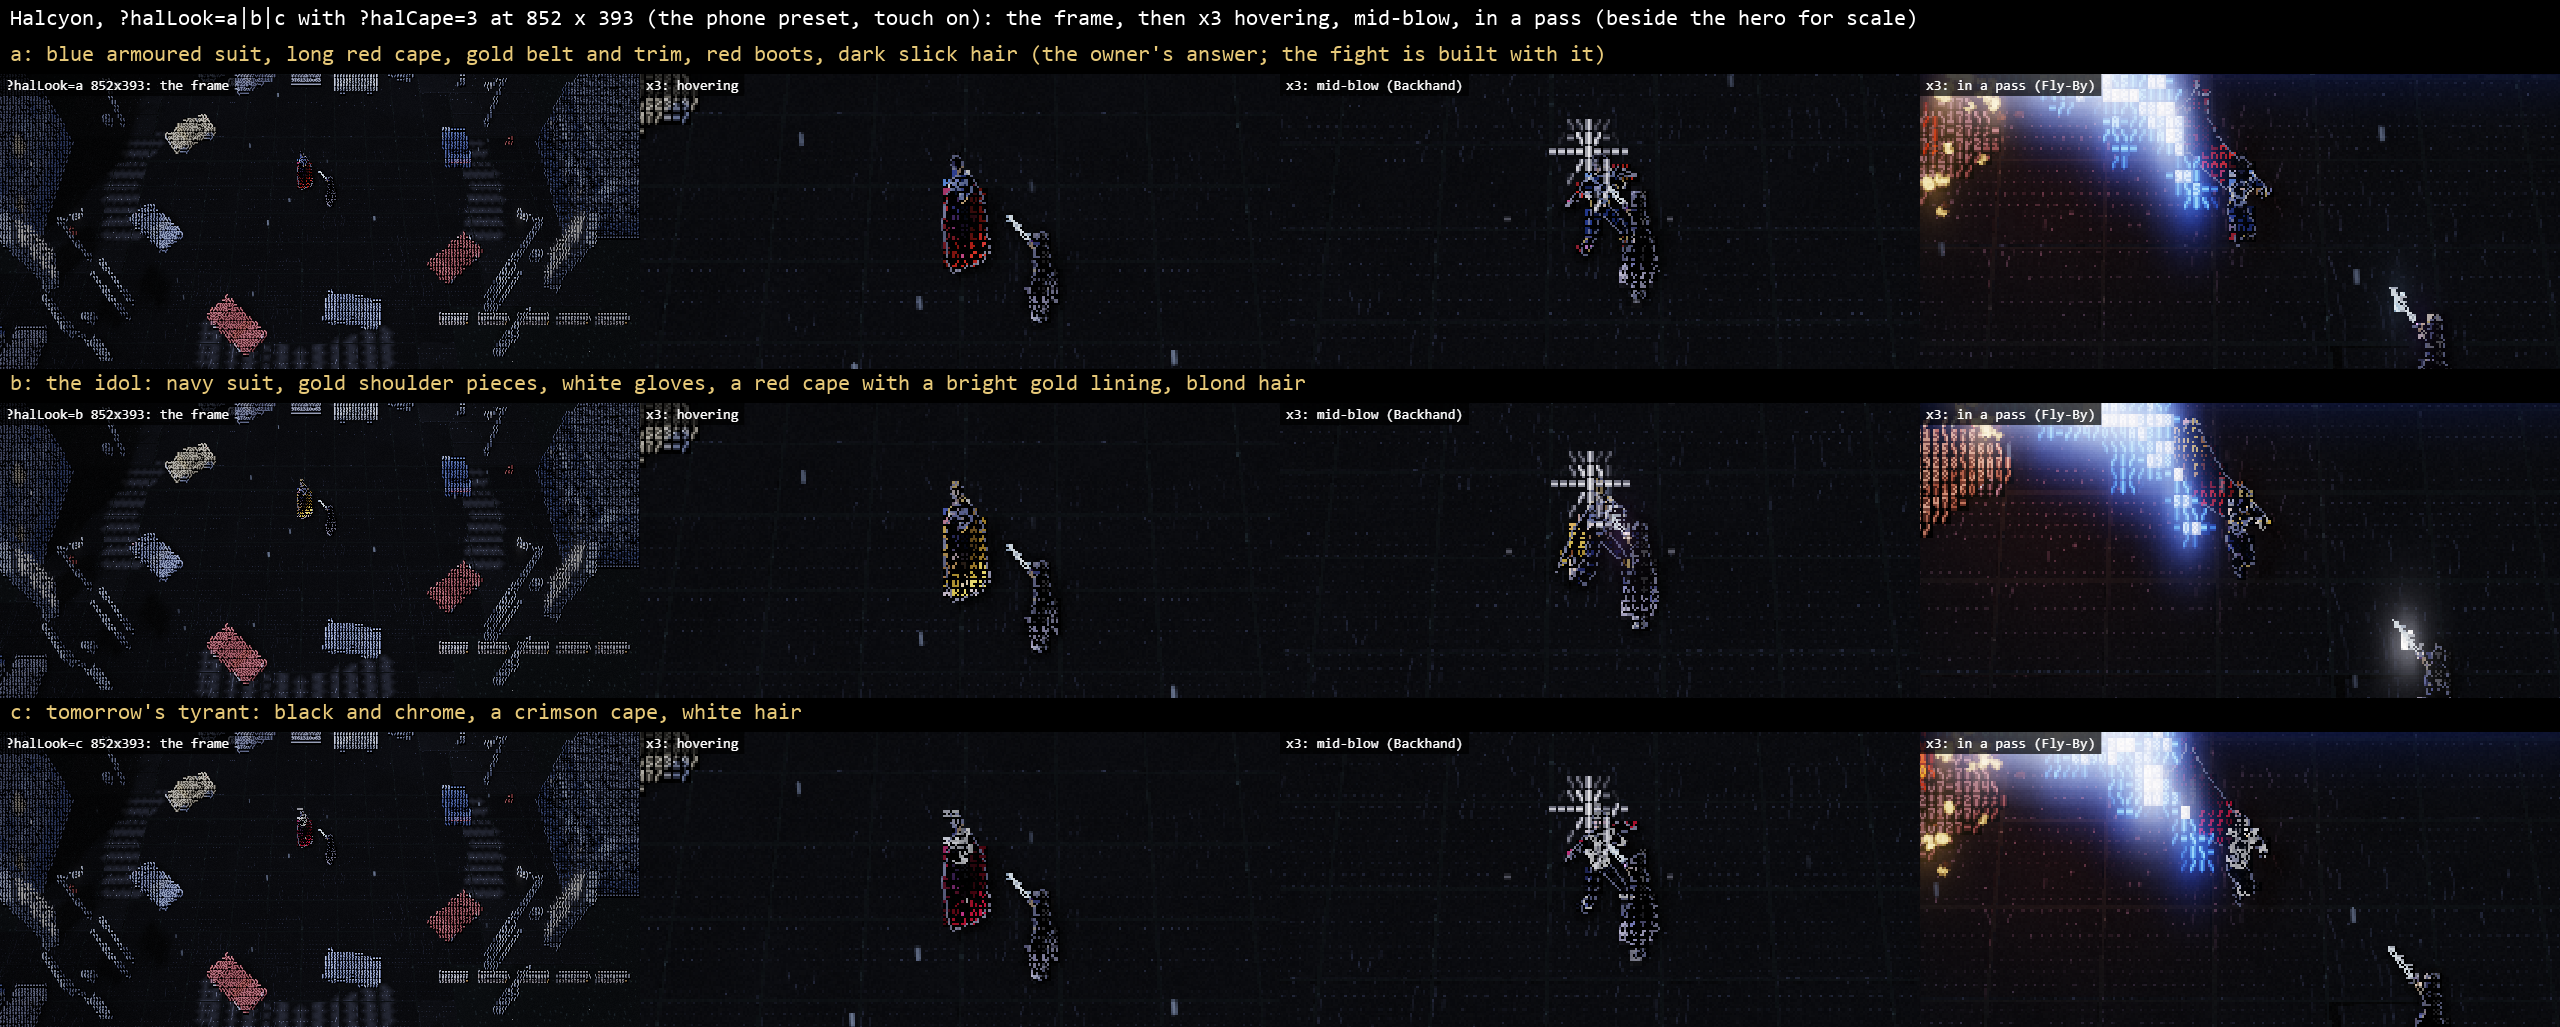 Halcyon, ?halLook=a|b|c with ?halCape=3 at 852 x 393 (the phone preset, touch on): the frame, then x3 hovering, mid-blow, in a pass (beside the hero for scale)
a: blue armoured suit, long red cape, gold belt and trim, red boots, dark slick hair (the owner's answer; the fight is built with it)
?halLook=a 852x393: the frame
x3: hovering
x3: mid-blow (Backhand)
x3: in a pass (Fly-By)
b: the idol: navy suit, gold shoulder pieces, white gloves, a red cape with a bright gold lining, blond hair
?halLook=b 852x393: the frame
x3: hovering
x3: mid-blow (Backhand)
x3: in a pass (Fly-By)
c: tomorrow's tyrant: black and chrome, a crimson cape, white hair
?halLook=c 852x393: the frame
x3: hovering
x3: mid-blow (Backhand)
x3: in a pass (Fly-By)